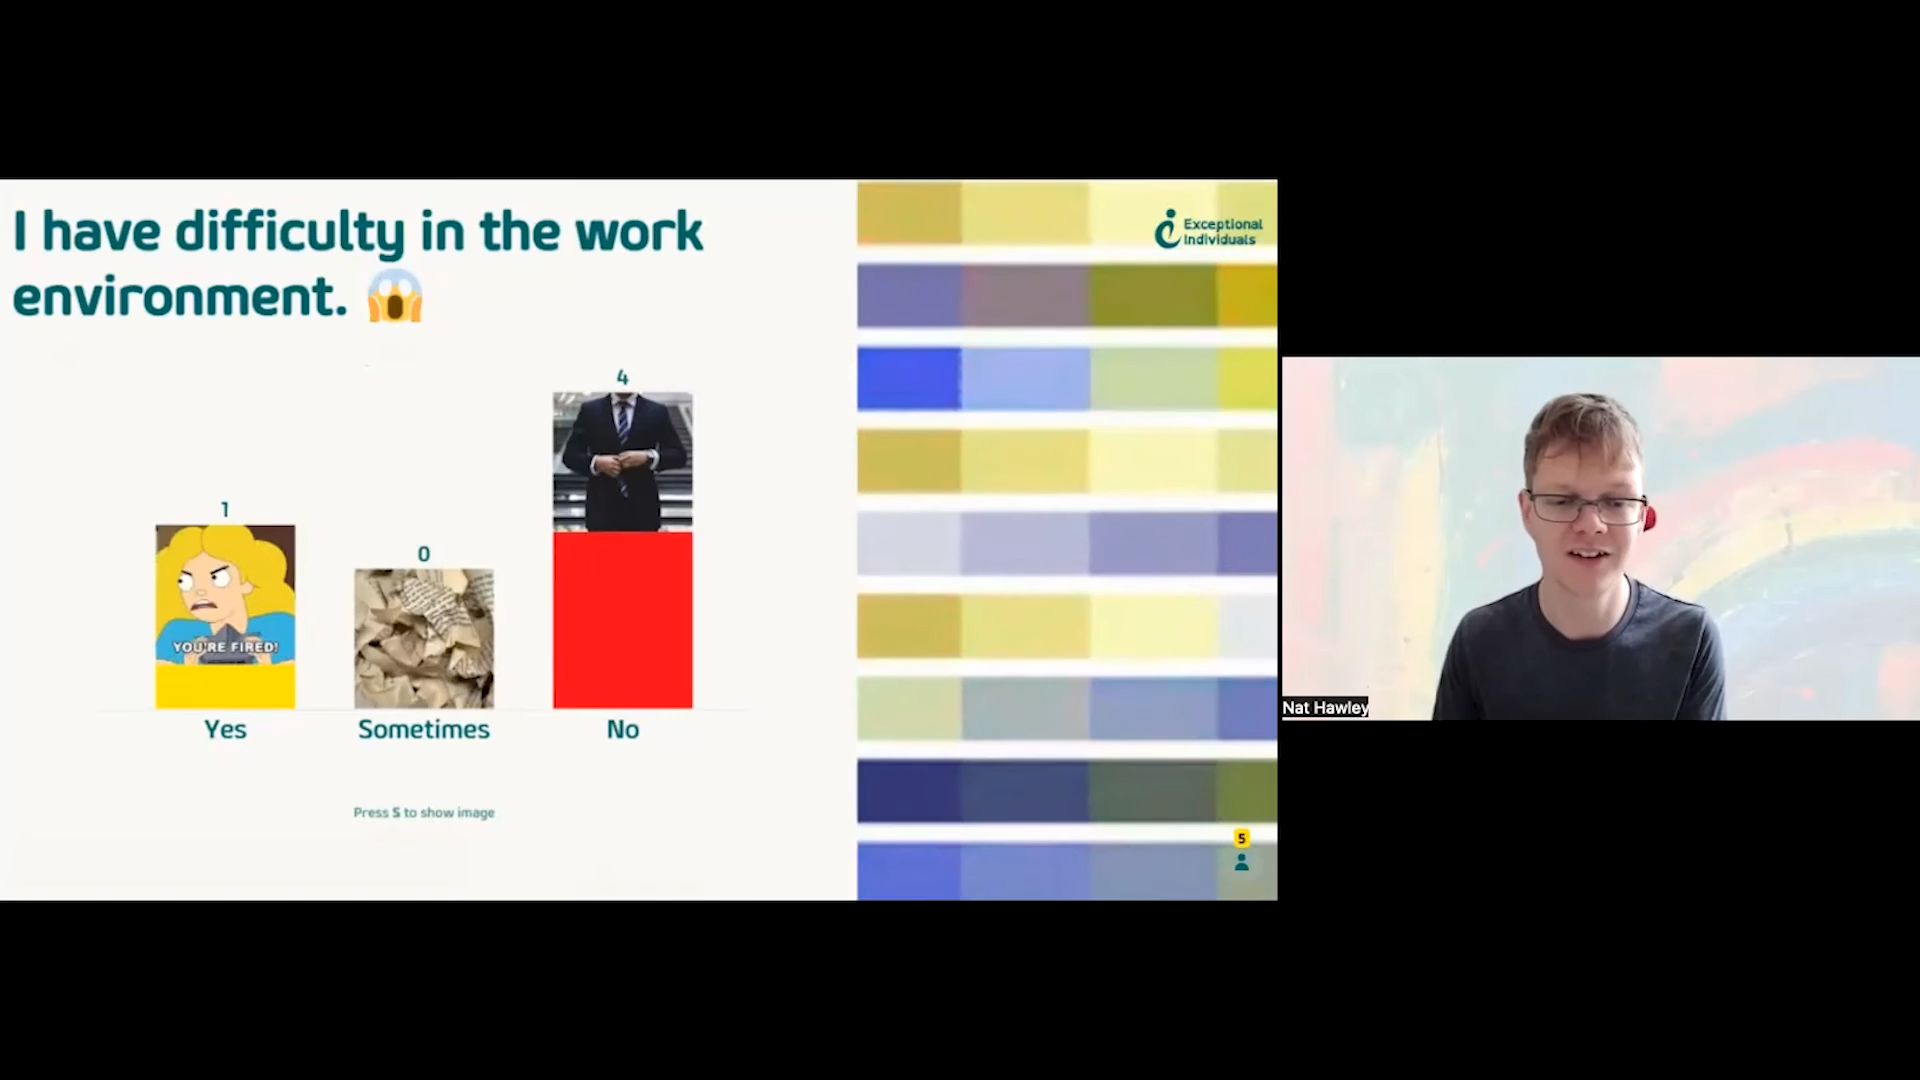 I have difficulty in the work
environment. 😱
Exceptional
Individuals
4
1
0
YOU'RE FIRED!
Yes
Sometimes
No
Press S to show image
5
Nat Hawley